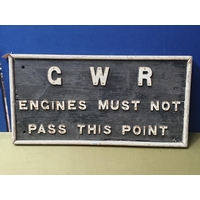 G W R
ENGINES MUST NOT
PASS THIS POINT